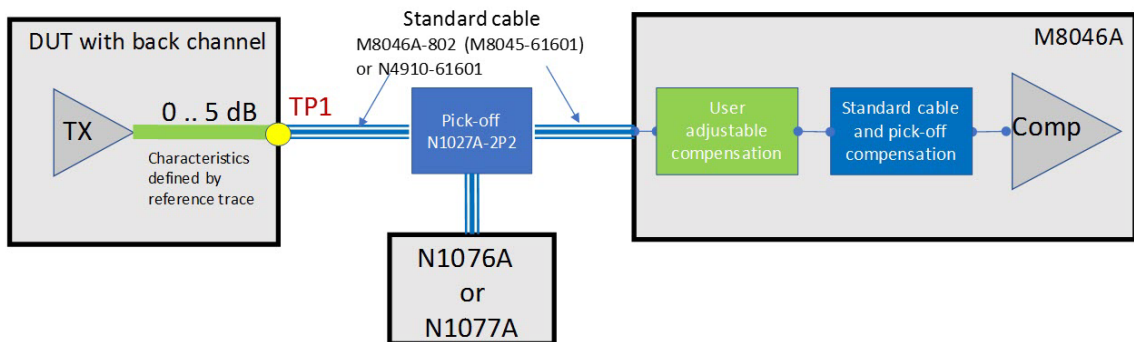 DUT with back channel
TX
0 .. 5 dB
Characteristics
defined by
reference trace
TP1
Standard cable
M8046A-802 (M8045-61601)
or N4910-61601
Pick-off
N1027A-2P2
N1076A
or
N1077A
M8046A
User
adjustable
compensation
Standard cable
and pick-off
compensation
Comp